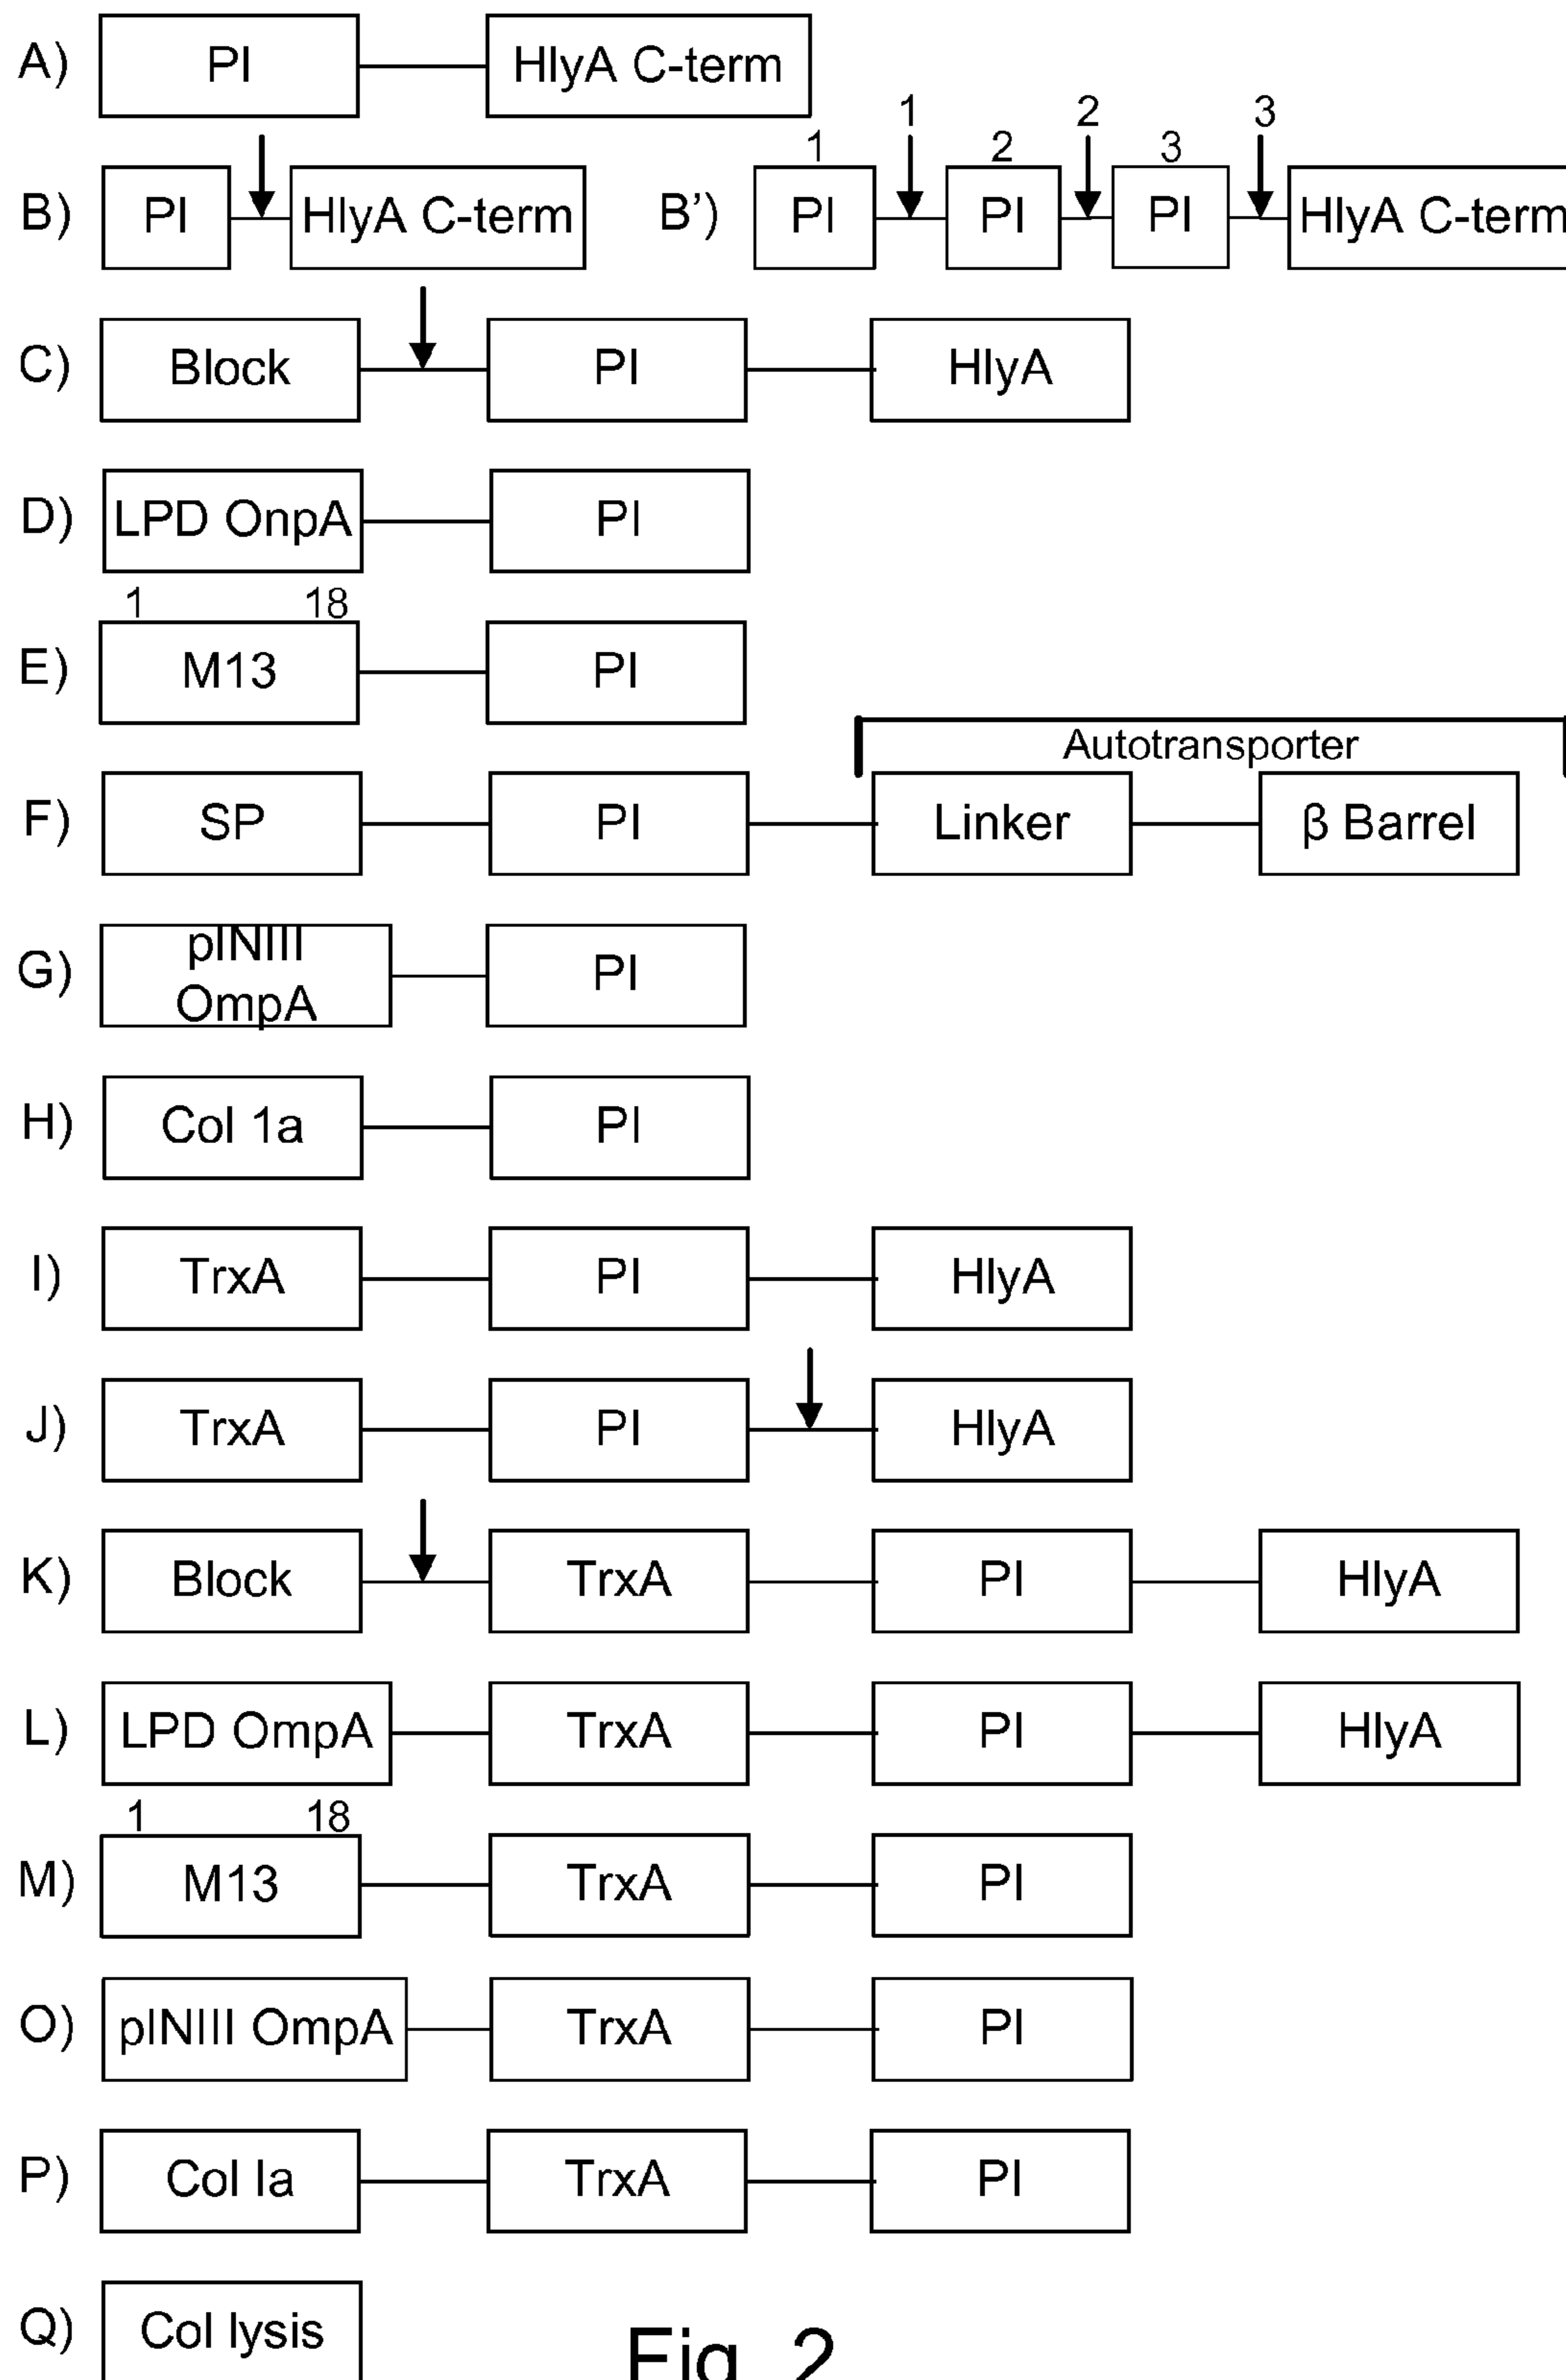 A) PI HlyA C-term
1 2 3
1 2 3
B) PI HlyA C-term B') PI PI PI HlyA C-term
C) Block PI HlyA
D) LPD OnpA PI
1 18
E) M13 PI
Autotransporter
F) SP PI Linker β Barrel
G) pINIII OmpA PI
H) Col 1a PI
I) TrxA PI HlyA
J) TrxA PI HlyA
K) Block TrxA PI HlyA
L) LPD OmpA TrxA PI HlyA
1 18
M) M13 TrxA PI
O) pINIII OmpA TrxA PI
P) Col Ia TrxA PI
Q) Col lysis
Fig. 2